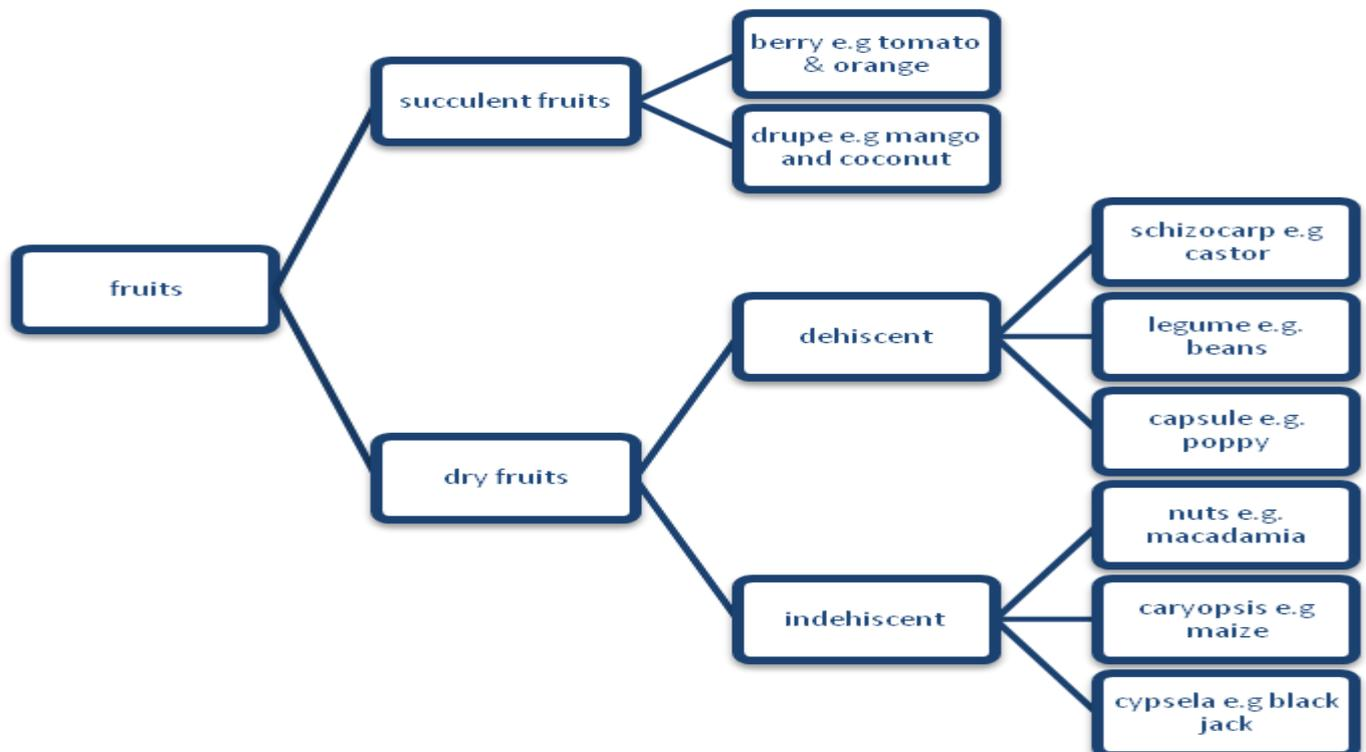 berry e.g tomato
& orange
succulent fruits
drupe e.g mango
and coconut
schizocarp e.g
castor
fruits
legume e.g.
beans
dehiscent
capsule e.g.
poppy
dry fruits
nuts e.g.
macadamia
indehiscent
caryopsis e.g
maize
cypsela e.g black
jack